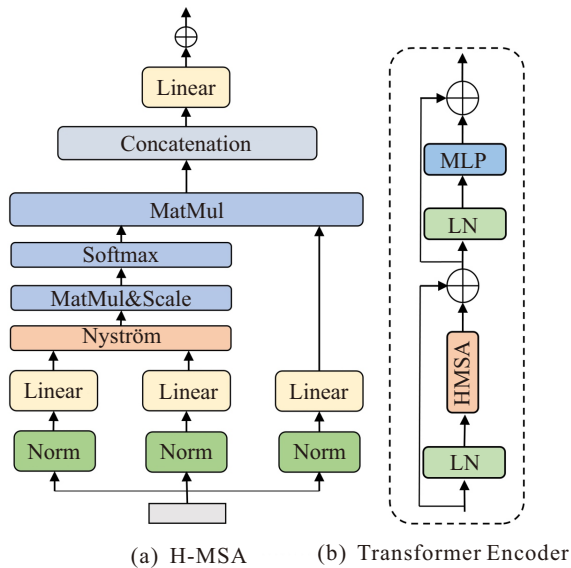 Linear
Concatenation
MatMul
Softmax
MatMul&Scale
Nyström
Linear Linear Linear
Norm Norm Norm
(a) H-MSA
MLP
LN
HMSA
LN
(b) Transformer Encoder